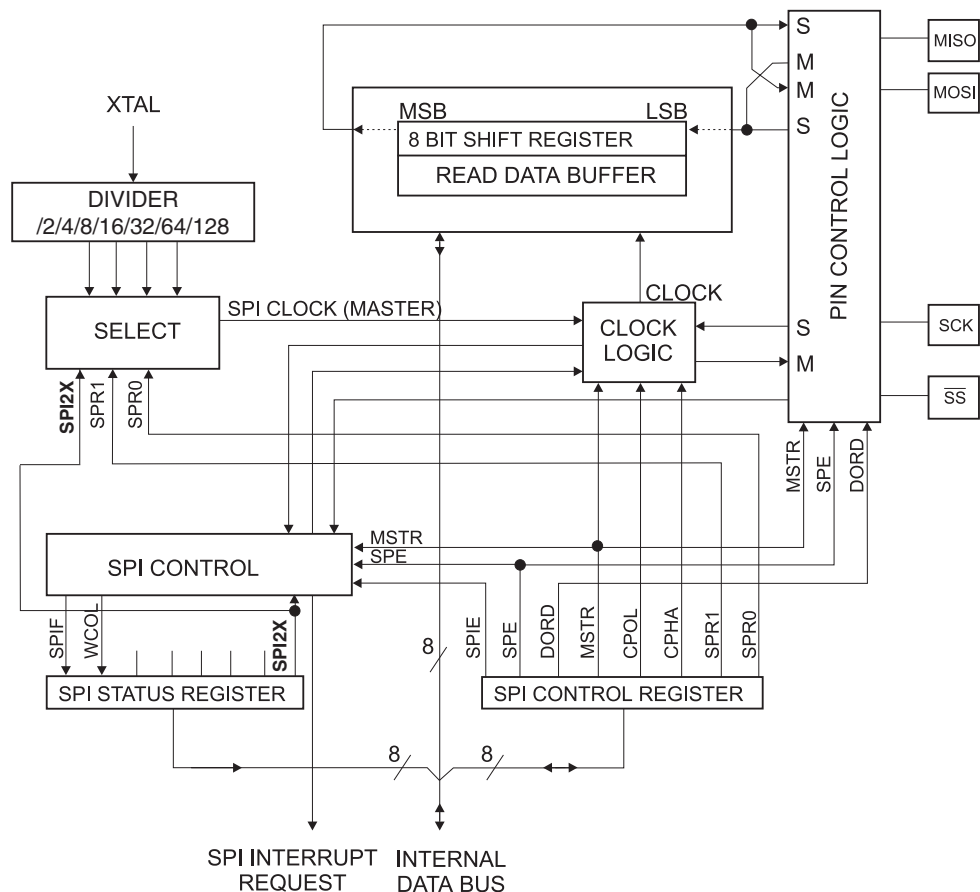 S
MISO
M
MOSI
M
S
MSB
LSB
8 BIT SHIFT REGISTER
READ DATA BUFFER
PIN CONTROL LOGIC
XTAL
DIVIDER
/2/4/8/16/32/64/128
SPI CLOCK (MASTER)
SELECT
CLOCK
CLOCK
LOGIC
S
M
SCK
SS
SPI2X
SPR1
SPR0
MSTR
SPE
DORD
MSTR
SPE
SPI CONTROL
SPIF
WCOL
SPI2X
8
SPIE
SPE
DORD
MSTR
CPOL
CPHA
SPR1
SPR0
SPI STATUS REGISTER
SPI CONTROL REGISTER
8
8
SPI INTERRUPT
REQUEST
INTERNAL
DATA BUS